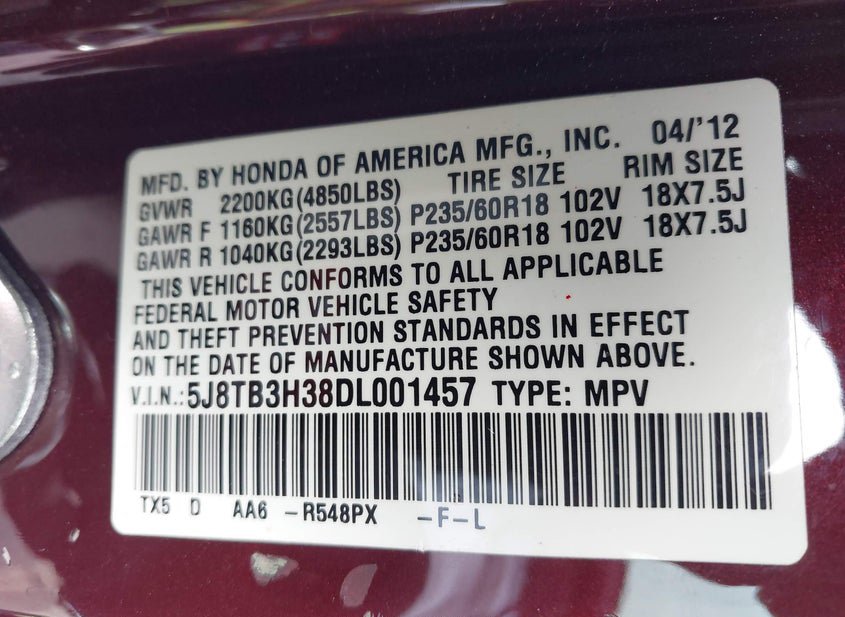 MFD. BY HONDA OF AMERICA MFG., INC. 04/'12
GVWR 2200KG(4850LBS) TIRE SIZE RIM SIZE
GAWR F 1160KG(2557LBS) P235/60R18 102V 18X7.5J
GAWR R 1040KG(2293LBS) P235/60R18 102V 18X7.5J
THIS VEHICLE CONFORMS TO ALL APPLICABLE
FEDERAL MOTOR VEHICLE SAFETY
AND THEFT PREVENTION STANDARDS IN EFFECT
ON THE DATE OF MANUFACTURE SHOWN ABOVE.
V.I.N.:5J8TB3H38DL001457 TYPE: MPV
TX5 D AA6 -R548PX -F-L